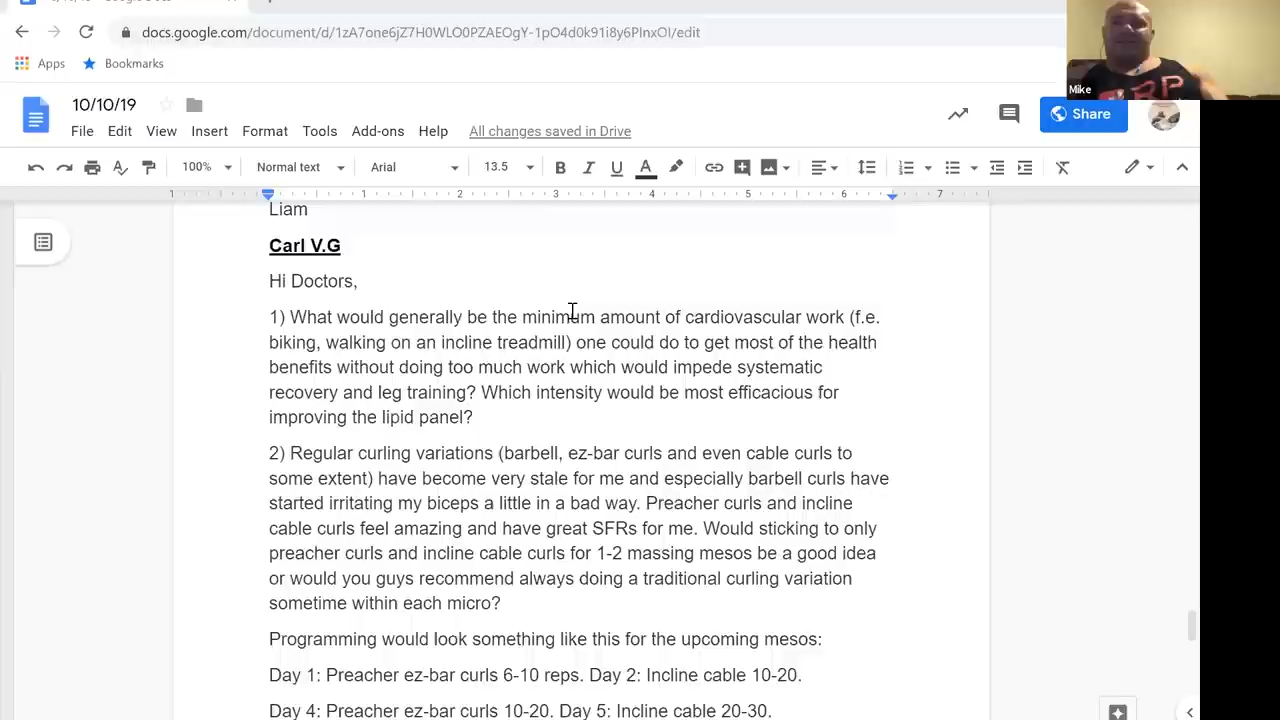 docs.google.com/document/d/1zA7one6jZ7H0WLO0PZAEOgY-1pO4d0k91i8y6PlnxOI/edit
Apps
Bookmarks
Mike
RP
10/10/19
File Edit View Insert Format Tools Add-ons Help All changes saved in Drive
Share
100% Normal text Arial 13.5 B I U A
1 1 2 3 4 5 6 7
Liam
Carl V.G
Hi Doctors,
1) What would generally be the minimum amount of cardiovascular work (f.e.
biking, walking on an incline treadmill) one could do to get most of the health
benefits without doing too much work which would impede systematic
recovery and leg training? Which intensity would be most efficacious for
improving the lipid panel?
2) Regular curling variations (barbell, ez-bar curls and even cable curls to
some extent) have become very stale for me and especially barbell curls have
started irritating my biceps a little in a bad way. Preacher curls and incline
cable curls feel amazing and have great SFRs for me. Would sticking to only
preacher curls and incline cable curls for 1-2 massing mesos be a good idea
or would you guys recommend always doing a traditional curling variation
sometime within each micro?
Programming would look something like this for the upcoming mesos:
Day 1: Preacher ez-bar curls 6-10 reps. Day 2: Incline cable 10-20.
Day 4: Preacher ez-bar curls 10-20. Day 5: Incline cable 20-30.